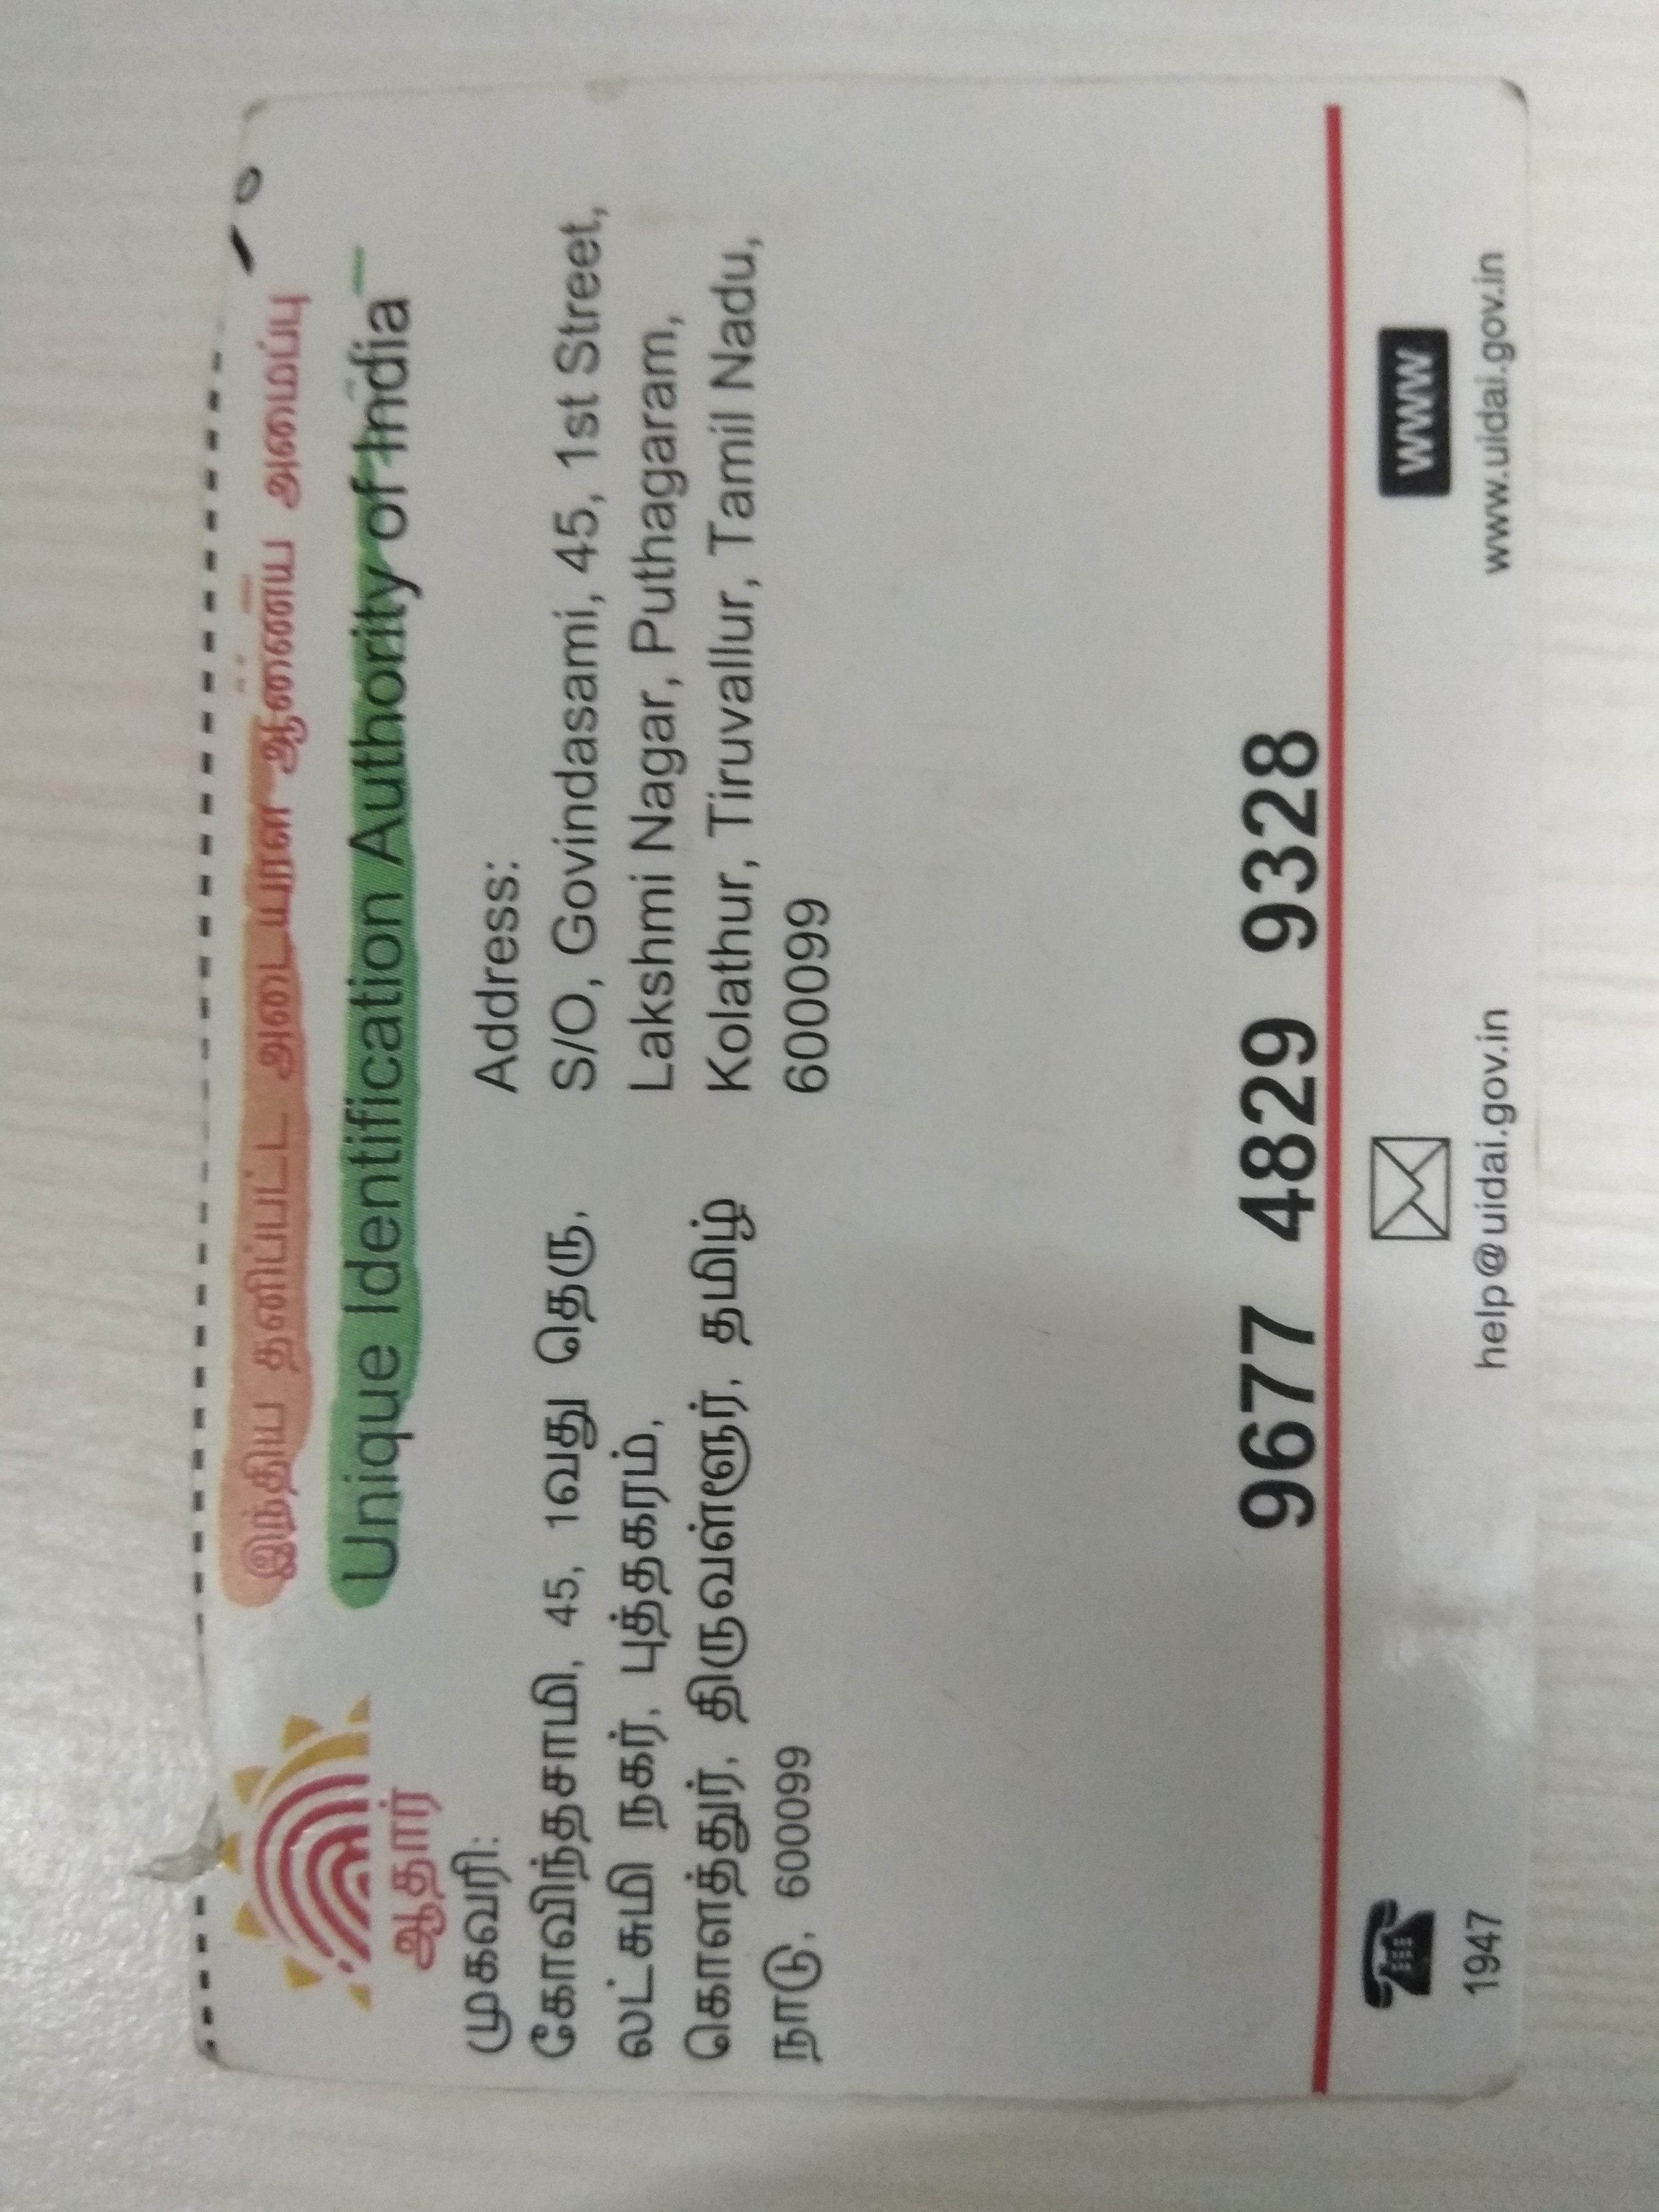 இந்திய தனிப்பட்ட அடையாள ஆணைய அமைப்பு
Unique Identification Authority of India
ஆதார்
முகவரி:
கோவிந்தசாமி, 45, 1வது தெரு,
லட்சுமி நகர், புத்தகரம்,
கொளத்துர், திருவள்ளூர், தமிழ்
நாடு, 600099
Address:
S/O, Govindasami, 45, 1st Street,
Lakshmi Nagar, Puthagaram,
Kolathur, Tiruvallur, Tamil Nadu,
600099
9677 4829 9328
1947
help@uidai.gov.in
WWW
www.uidai.gov.in